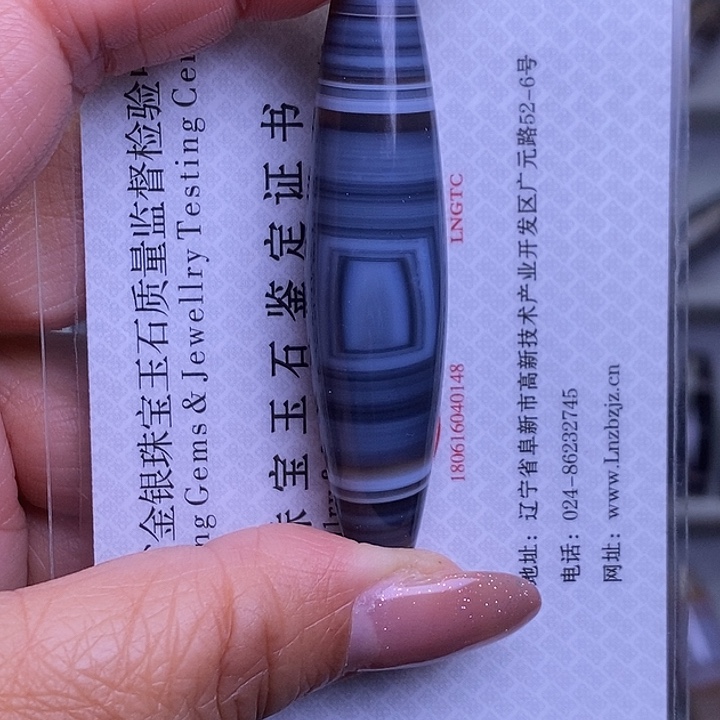 金银珠宝玉石质量监督检验
ng Gems & Jewellry Testing Cer
宝玉石鉴定证书
LNGTC
180616040148
地址：辽宁省阜新市高新技术产业开发区广元路52-6号
电话：024-86232745
网址：www.Lnzbzjz.cn